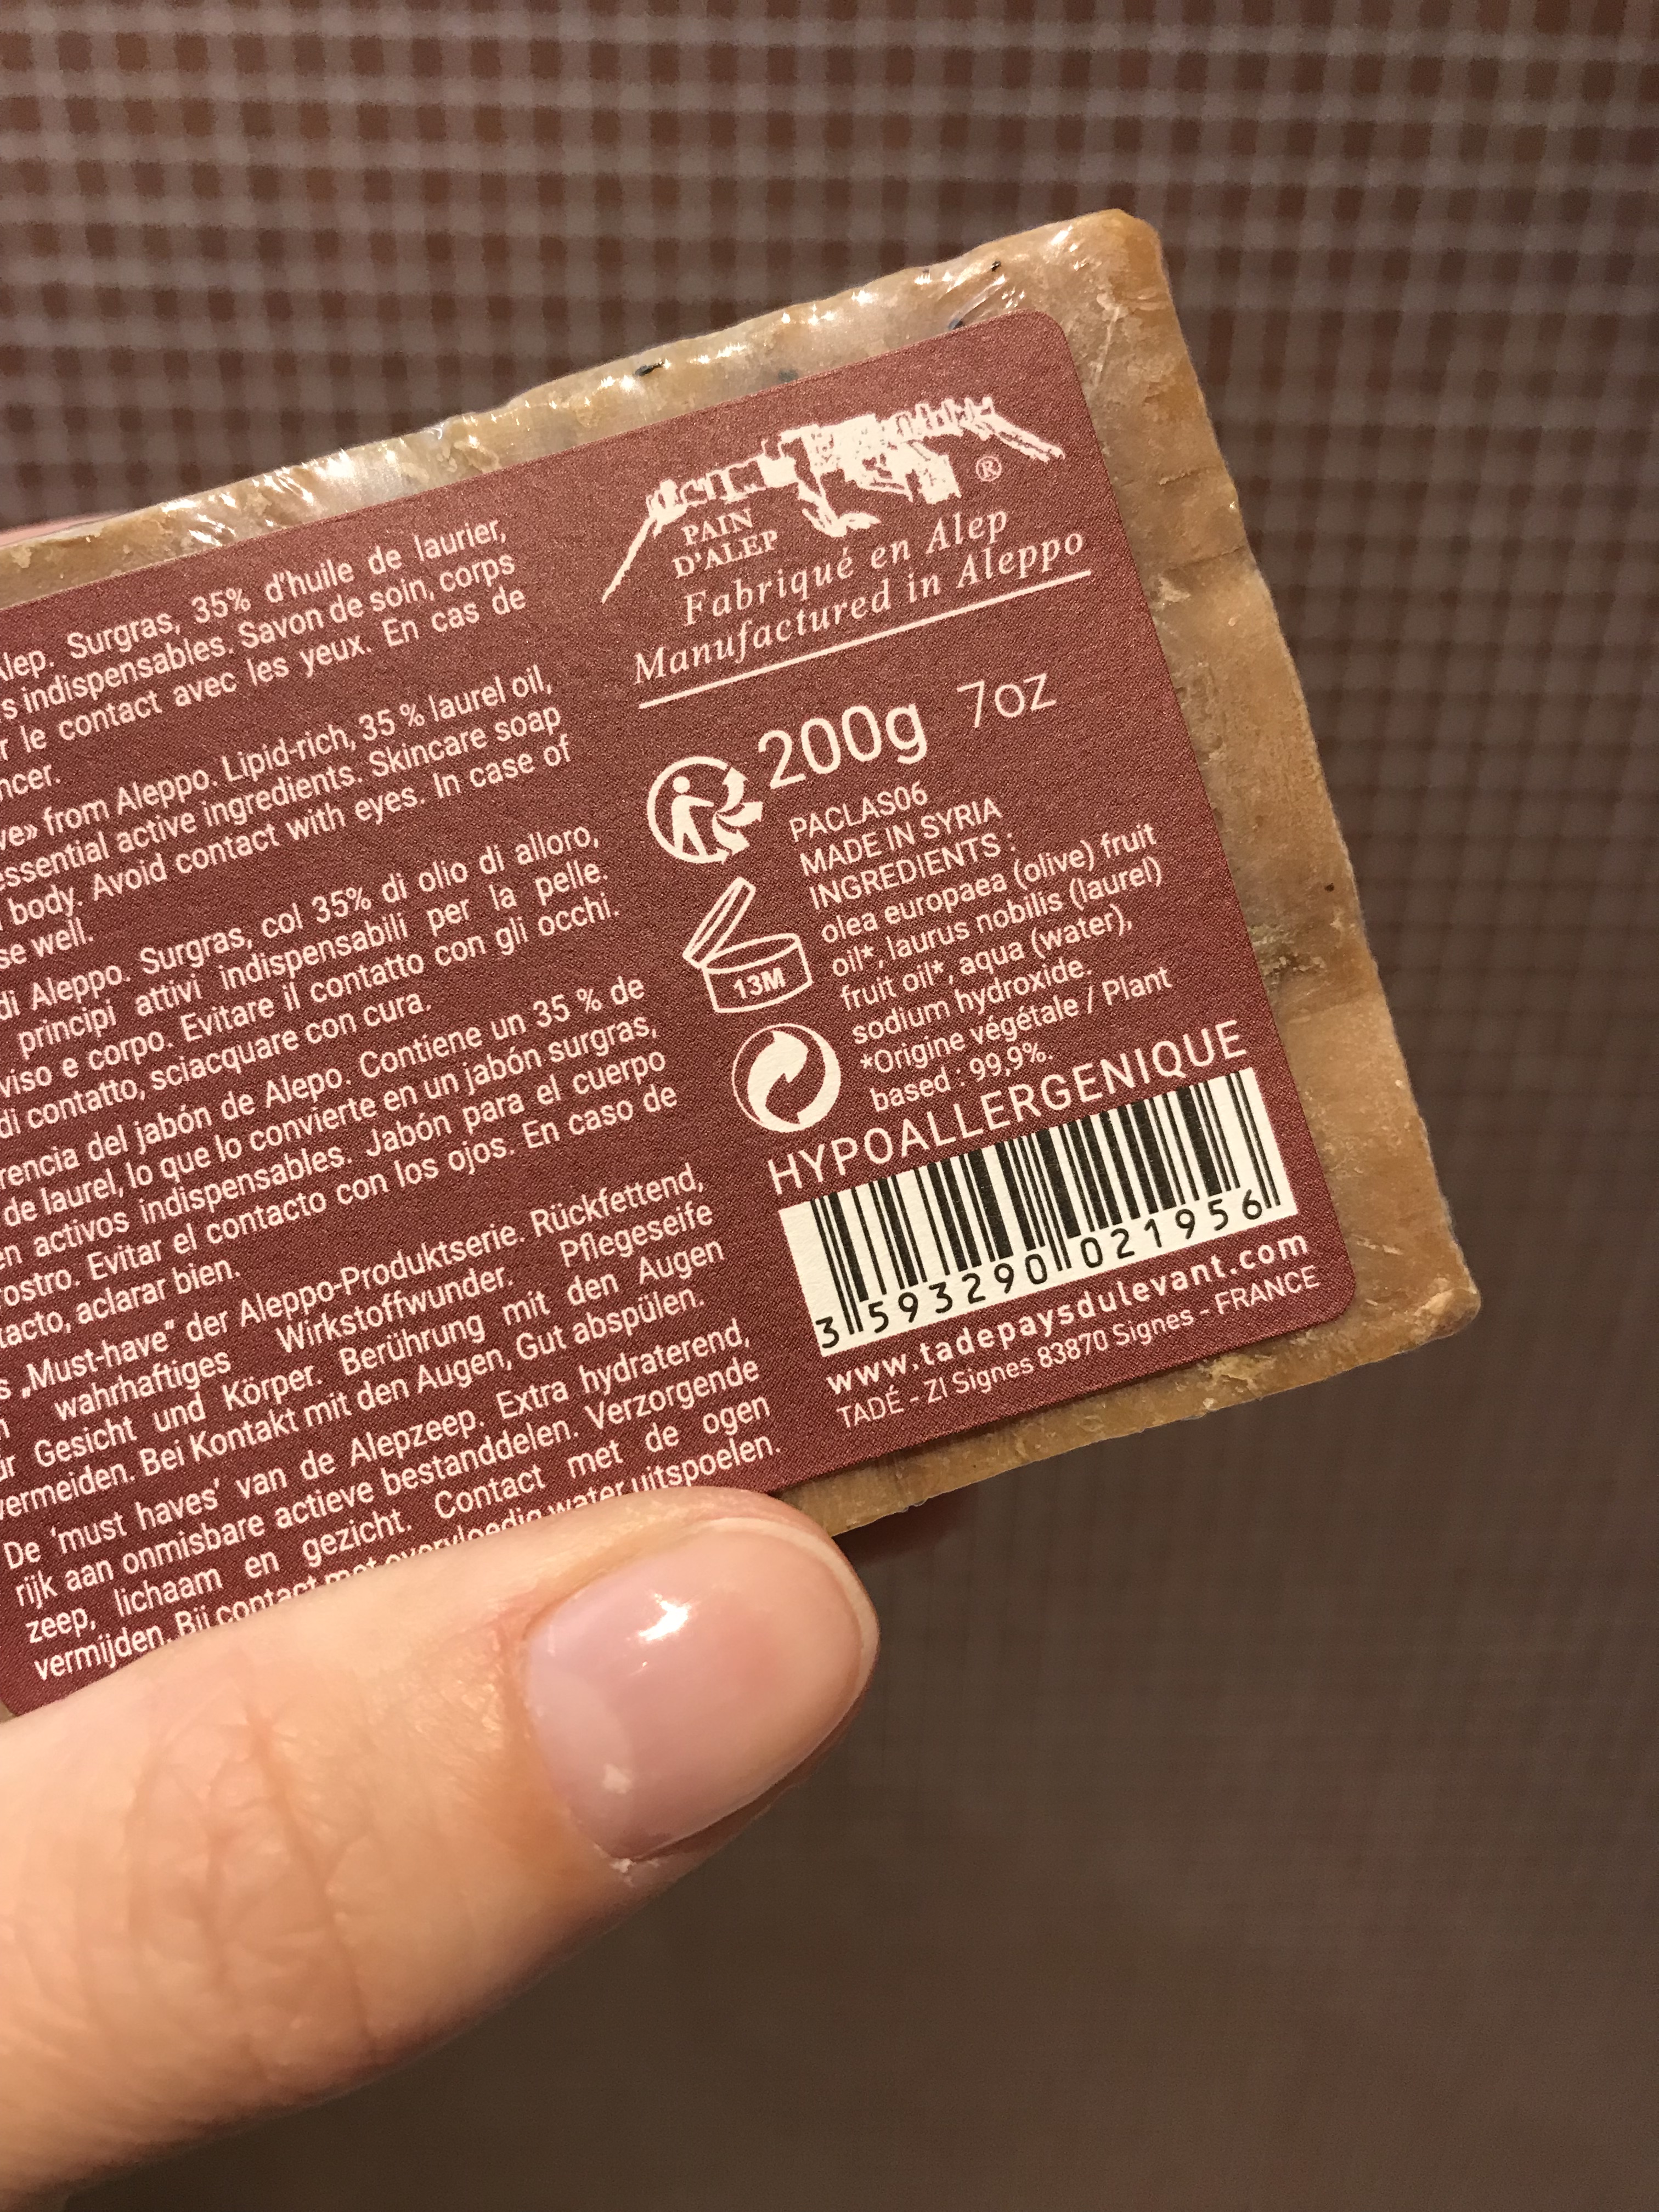 Alep. Surgras, 35% d'huile de laurier,
indispensables. Savon de soin, corps
le contact avec les yeux. En cas de
from Aleppo. Lipid-rich, 35 % laurel oil,
essential active ingredients. Skincare soap
body. Avoid contact with eyes. In case of
well.
di Aleppo. Surgras, col 35% di olio di alloro,
principi attivi indispensabili per la pelle.
viso e corpo. Evitare il contatto con gli occhi.
di contatto, sciacquare con cura.
del jabón de Alepo. Contiene un 35 % de
de laurel, lo que lo convierte en un jabón surgras,
en activos indispensables. Jabón para el cuerpo
rostro. Evitar el contacto con los ojos. En caso de
aclarar bien.
„Must-have" der Aleppo-Produktserie. Rückfettend,
wahrhaftiges Wirkstoffwunder. Pflegeseife
Gesicht und Körper. Berührung mit den Augen
vermeiden. Bei Kontakt mit den Augen, Gut abspülen.
De 'must haves' van de Alepzeep. Extra hydraterend,
rijk aan onmisbare actieve bestanddelen. Verzorgende
zeep, lichaam en gezicht. Contact met de ogen
vermijden. Bij contact met overvloedig water uitspoelen.
PAIN
D'ALEP
®
Fabriqué en Alep
Manufactured in Aleppo
200g 7oz
PACLAS06
MADE IN SYRIA
INGREDIENTS :
olea europaea (olive) fruit
oil*, laurus nobilis (laurel)
fruit oil*, aqua (water),
sodium hydroxide.
*Origine végétale / Plant
based : 99,9%.
13M
HYPOALLERGENIQUE
3 593290 021956
www.tadepaysdulevant.com
TADÉ - ZI Signes 83870 Signes - FRANCE